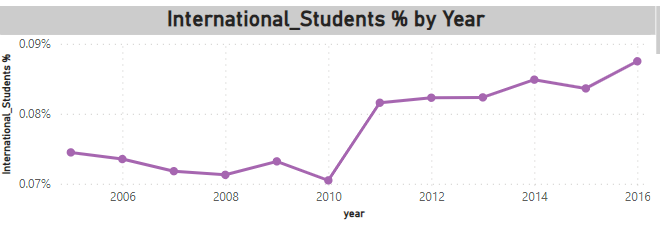 International_Students % by Year
0.09%
0.08%
0.07%
International_Students %
2006 2008 2010 2012 2014 2016
year